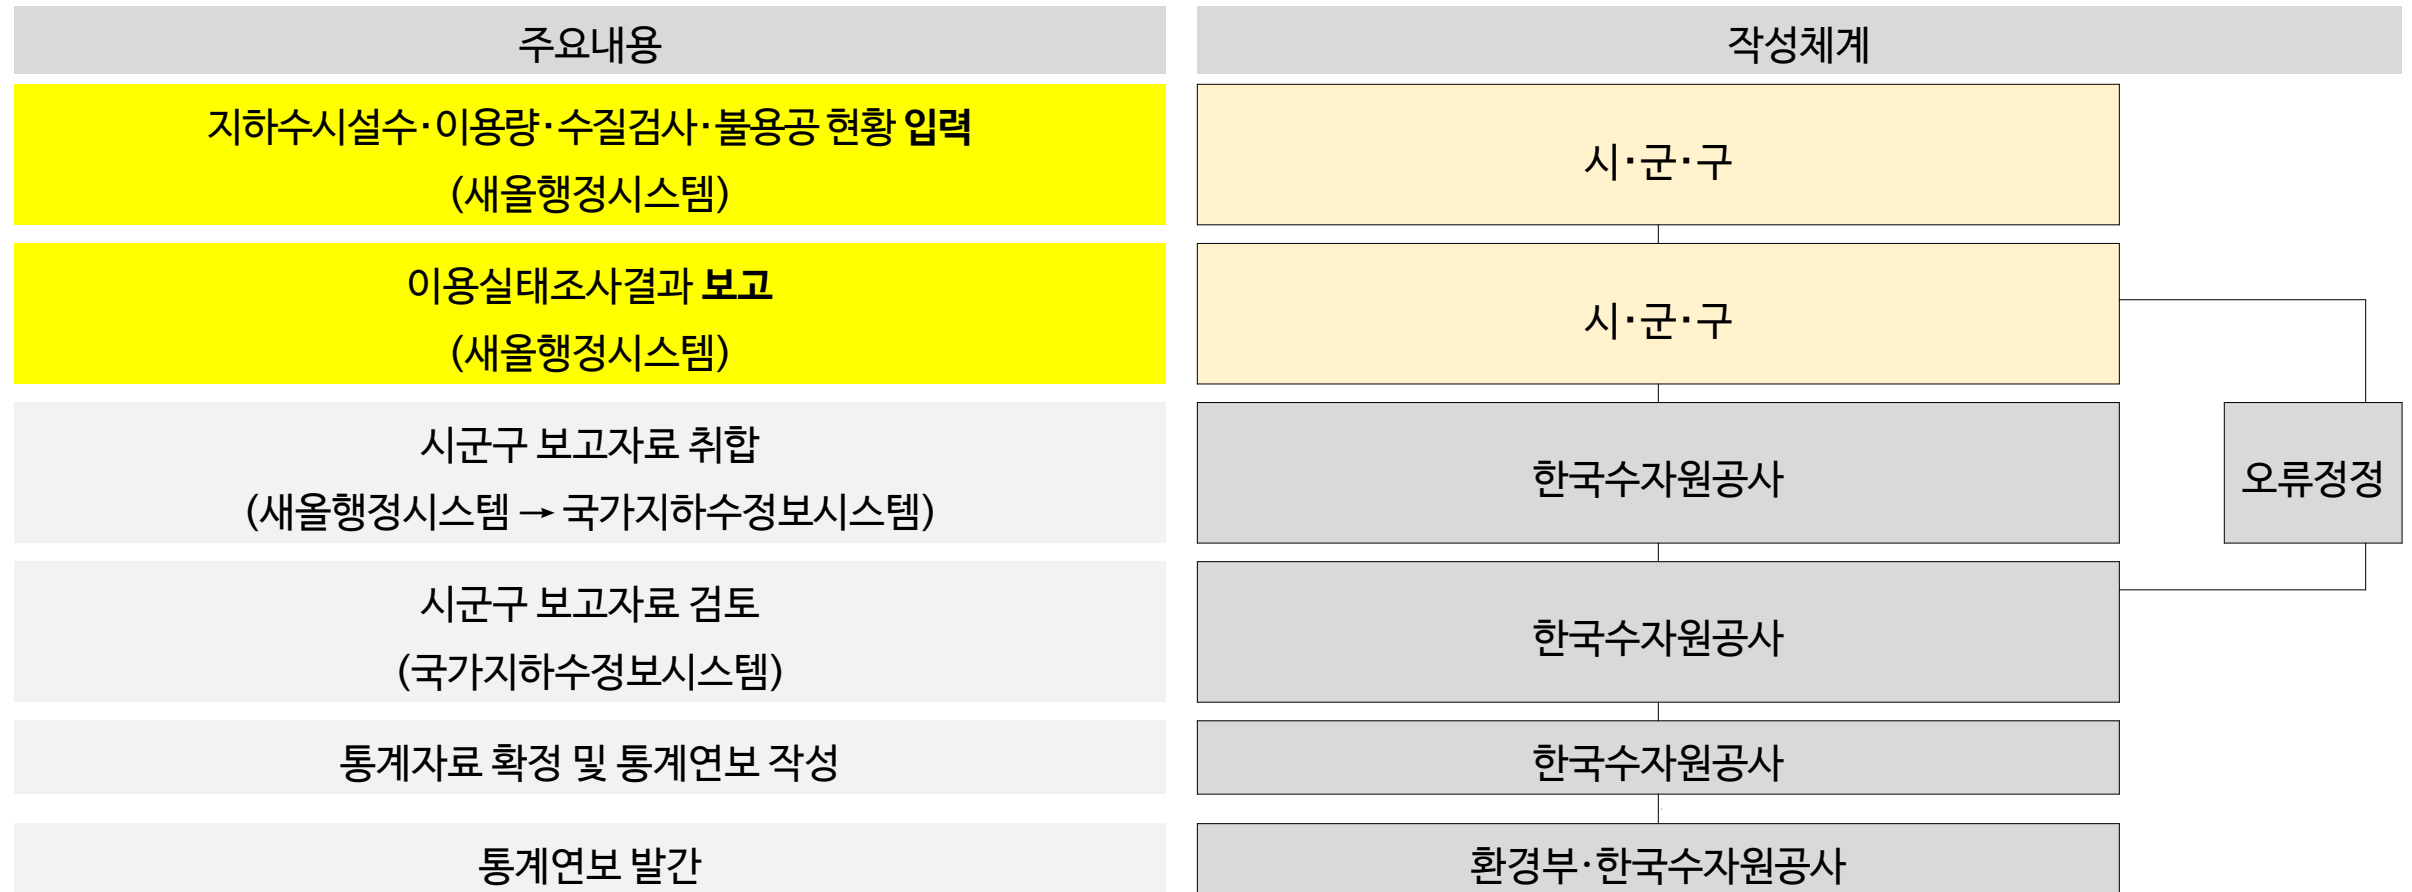 주요내용
작성체계
지하수시설수·이용량·수질검사·불용공 현황 입력
(새올행정시스템)
시·군·구
이용실태조사결과 보고
(새올행정시스템)
시·군·구
시군구 보고자료 취합
(새올행정시스템 → 국가지하수정보시스템)
한국수자원공사
오류정정
시군구 보고자료 검토
(국가지하수정보시스템)
한국수자원공사
통계자료 확정 및 통계연보 작성
한국수자원공사
통계연보 발간
환경부·한국수자원공사